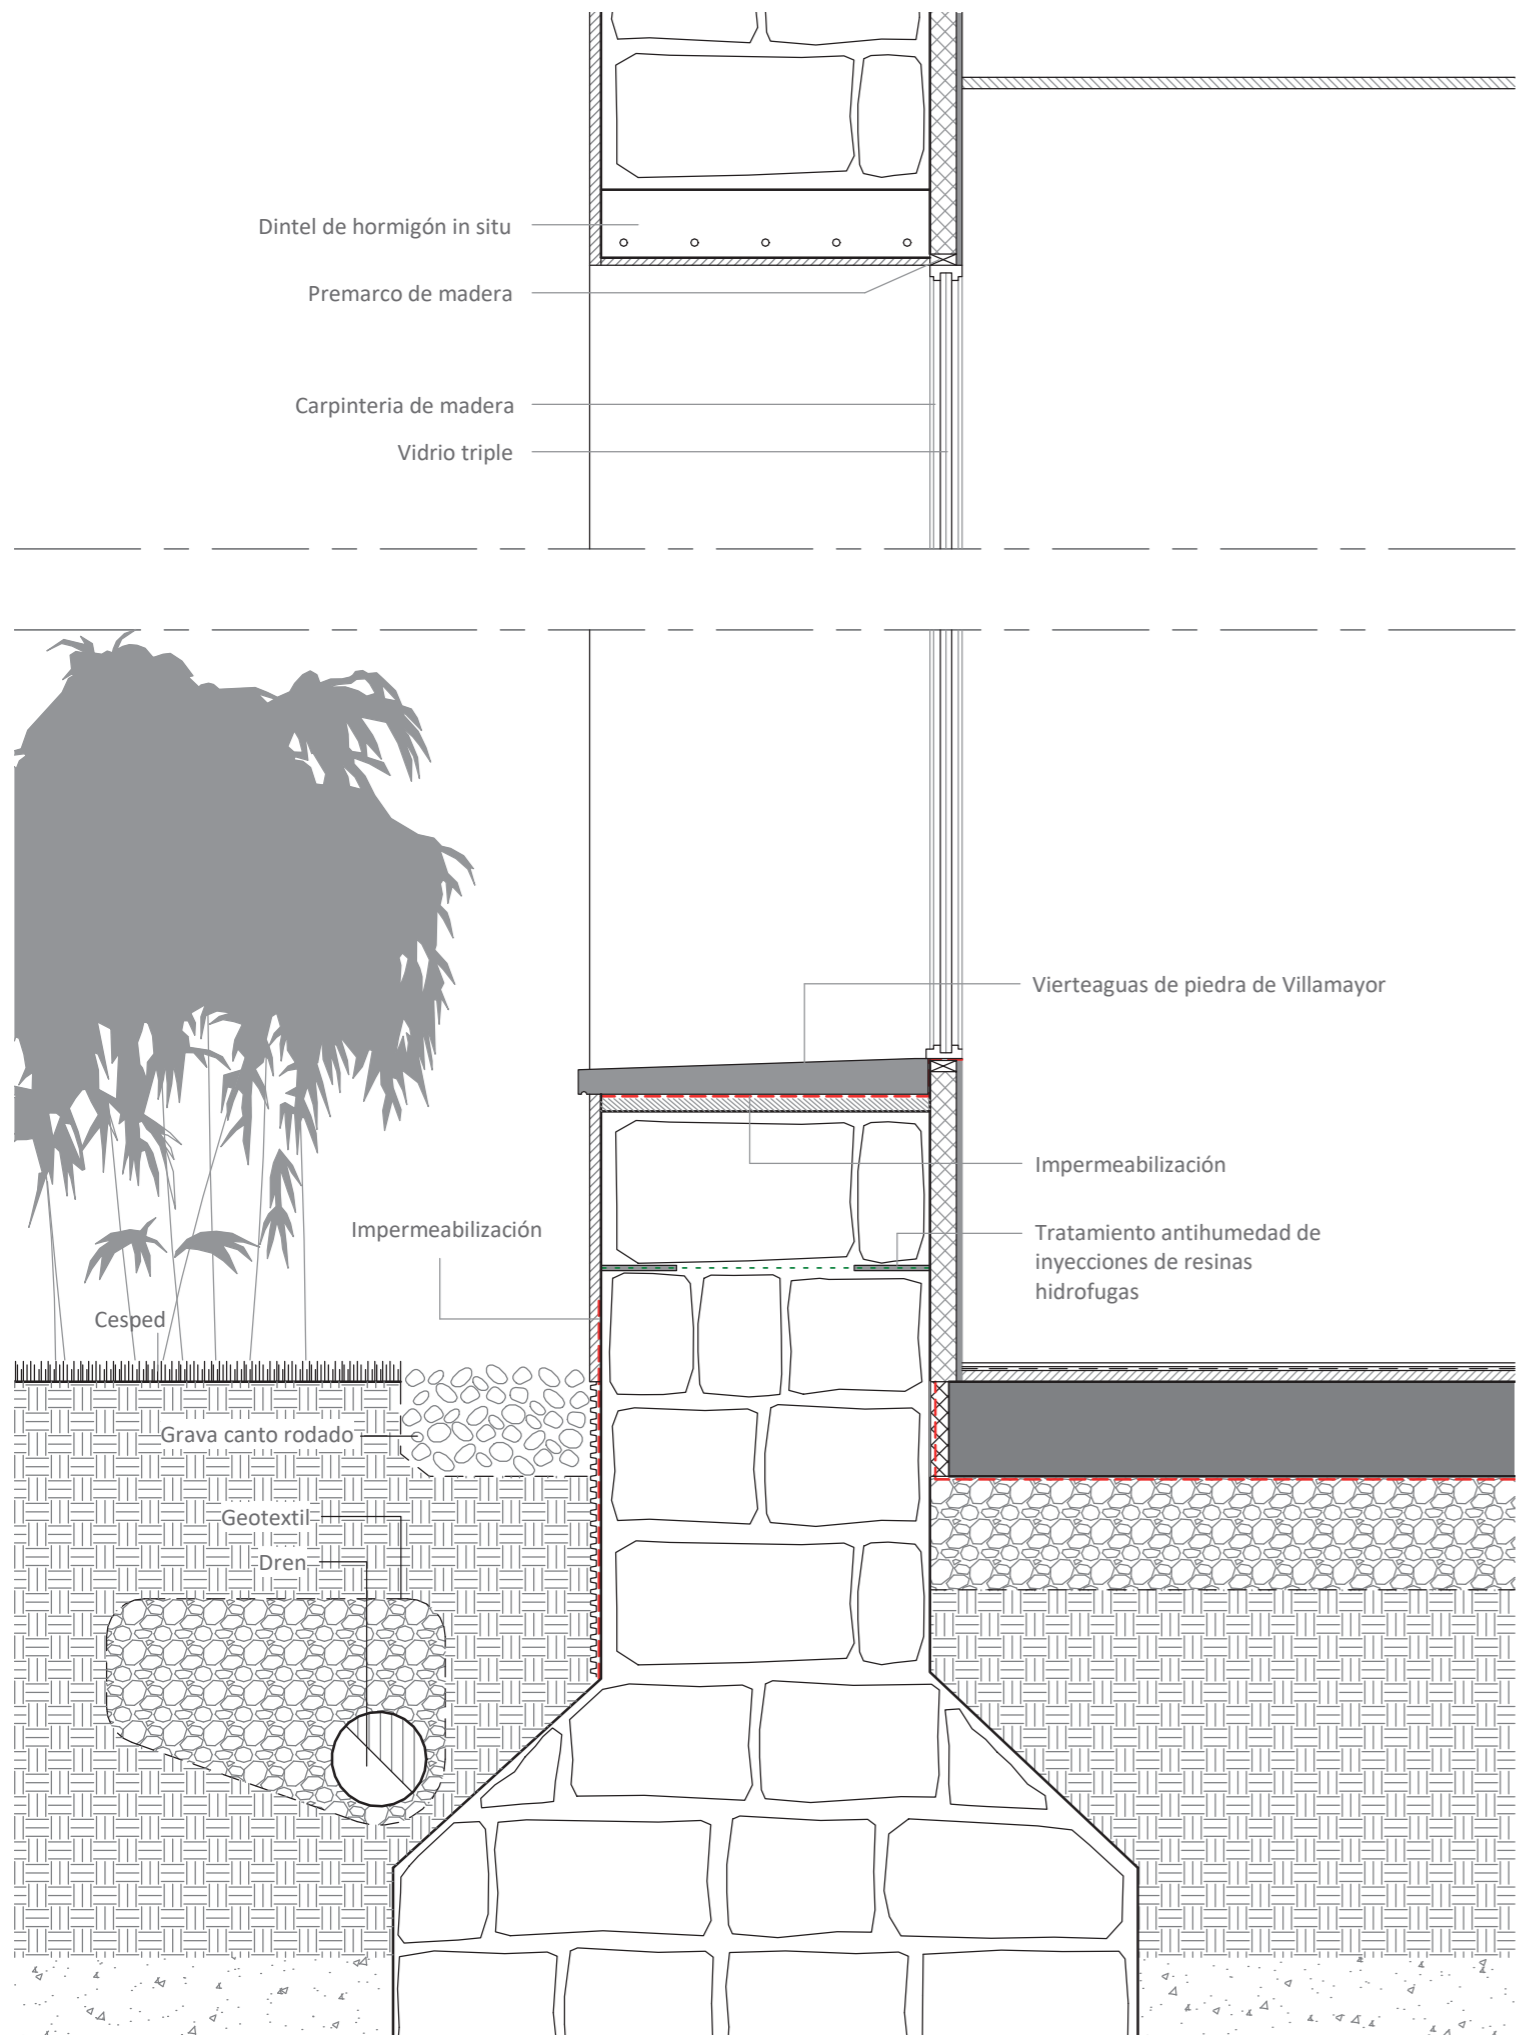 Dintel de hormigón in situ
Premarco de madera
Carpinteria de madera
Vidrio triple
Vierteaguas de piedra de Villamayor
Impermeabilización
Impermeabilización
Tratamiento antihumedad de
inyecciones de resinas
hidrofugas
Cesped
Grava canto rodado
Geotextil
Dren